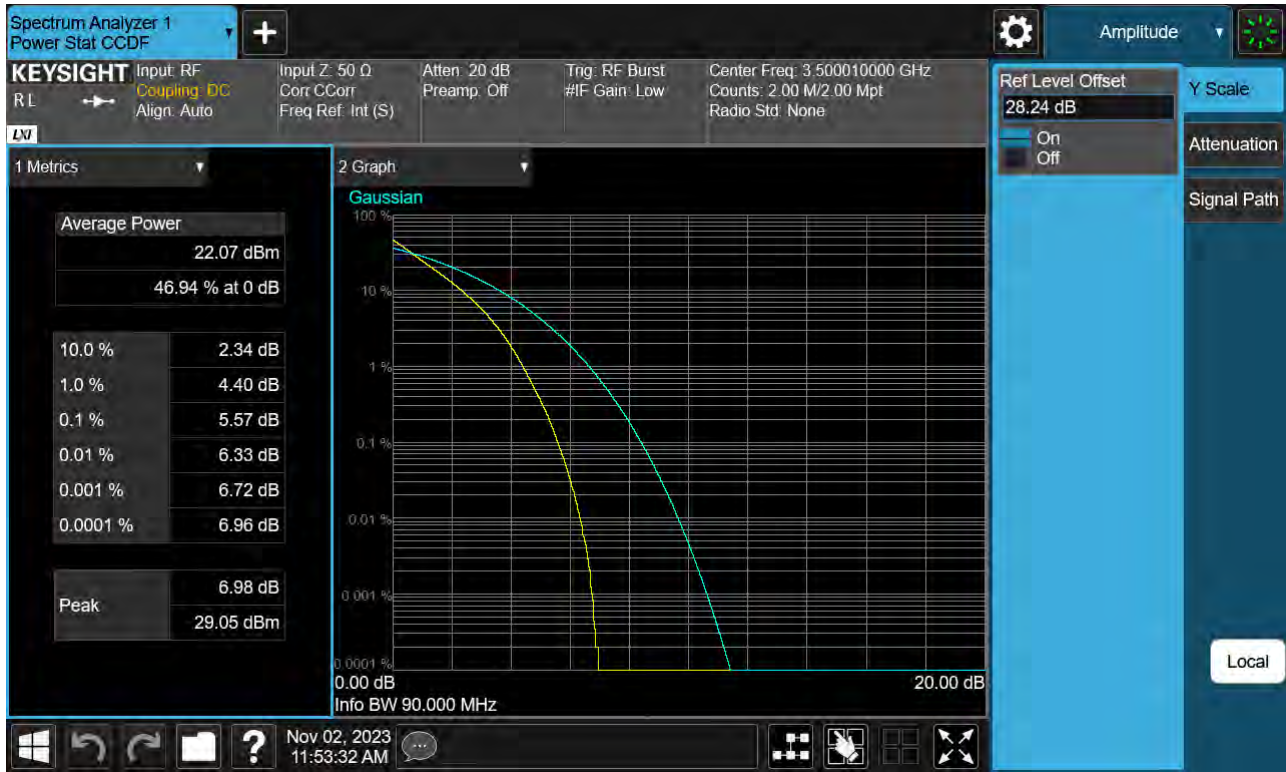 Spectrum Analyzer 1
Power Stat CCDF
Amplitude
KEYSIGHT
RL
LXI
Input: RF
Coupling: DC
Align: Auto
Input Z: 50 Ω
Corr CCorr
Freq Ref: Int (S)
Atten: 20 dB
Preamp: Off
Trig: RF Burst
#IF Gain: Low
Center Freq: 3.500010000 GHz
Counts: 2.00 M/2.00 Mpt
Radio Std: None
Ref Level Offset
28.24 dB
On
Off
Y Scale
Attenuation
Signal Path
Local
1 Metrics
Average Power
22.07 dBm
46.94 % at 0 dB
10.0 % 2.34 dB
1.0 % 4.40 dB
0.1 % 5.57 dB
0.01 % 6.33 dB
0.001 % 6.72 dB
0.0001 % 6.96 dB
Peak
6.98 dB
29.05 dBm
2 Graph
Gaussian
100 %
10 %
1 %
0.1 %
0.01 %
0.001 %
0.0001 %
0.00 dB 20.00 dB
Info BW 90.000 MHz
?
Nov 02, 2023
11:53:32 AM